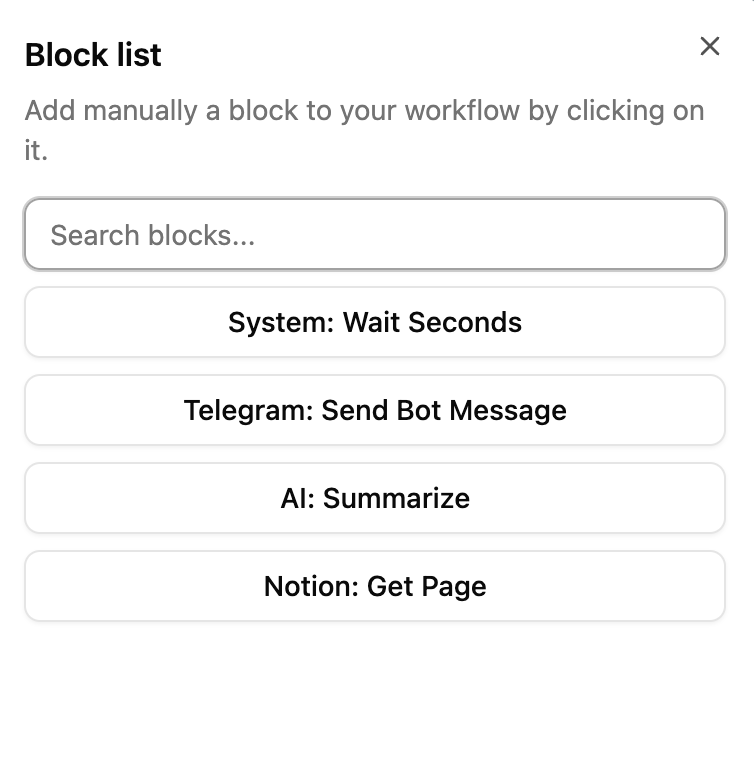 Block list
Add manually a block to your workflow by clicking on
it.
Search blocks...
System: Wait Seconds
Telegram: Send Bot Message
AI: Summarize
Notion: Get Page